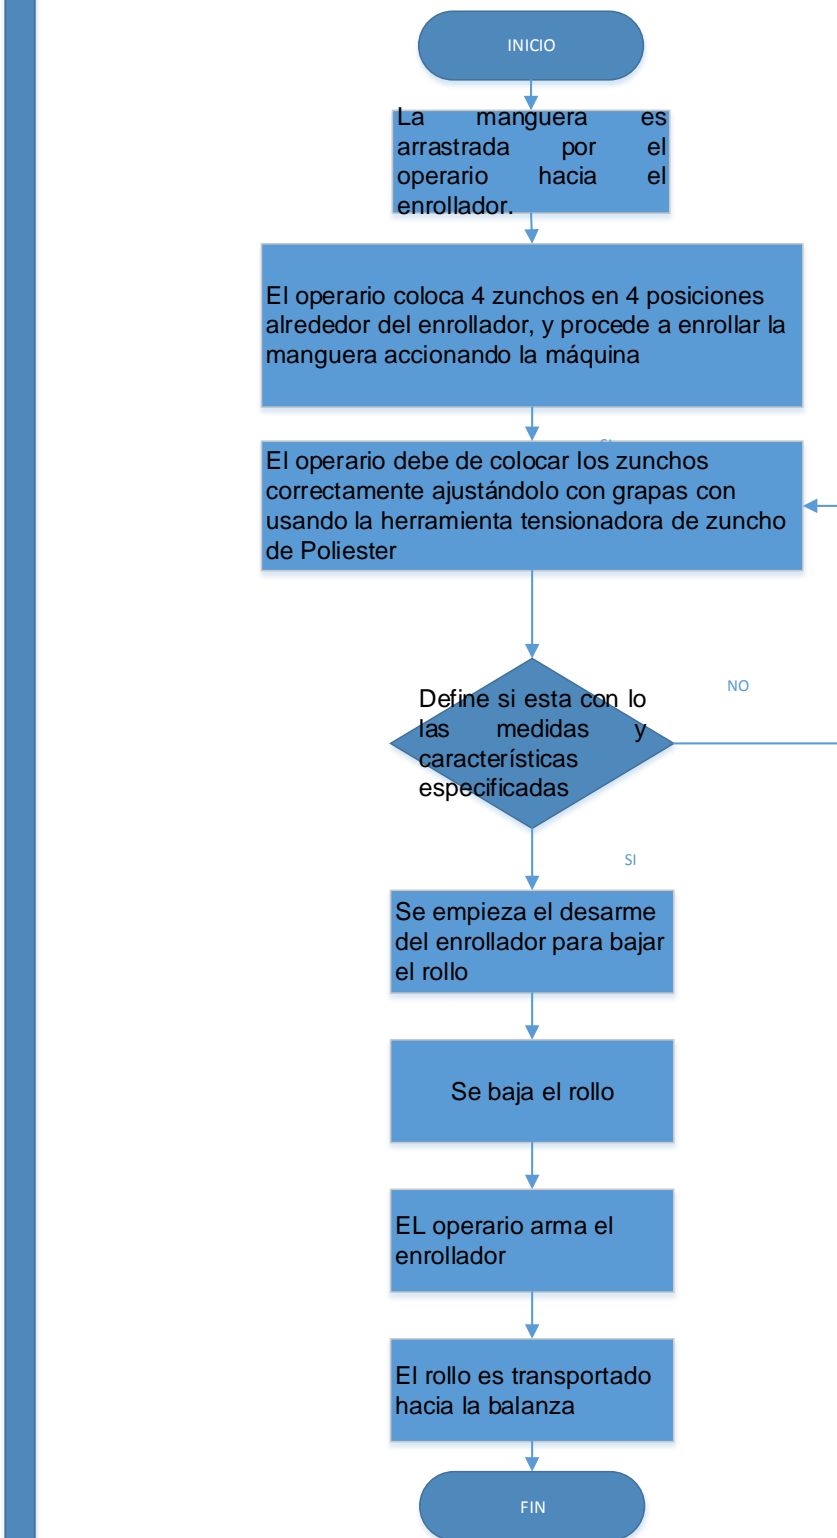 INICIO
La manguera es
arrastrada por el
operario hacia el
enrollador.
El operario coloca 4 zunchos en 4 posiciones
alrededor del enrollador, y procede a enrollar la
manguera accionando la máquina
El operario debe de colocar los zunchos
correctamente ajustándolo con grapas con
usando la herramienta tensionadora de zuncho
de Poliester
Define si esta con lo
las medidas y
características
especificadas
NO
SI
Se empieza el desarme
del enrollador para bajar
el rollo
Se baja el rollo
EL operario arma el
enrollador
El rollo es transportado
hacia la balanza
FIN